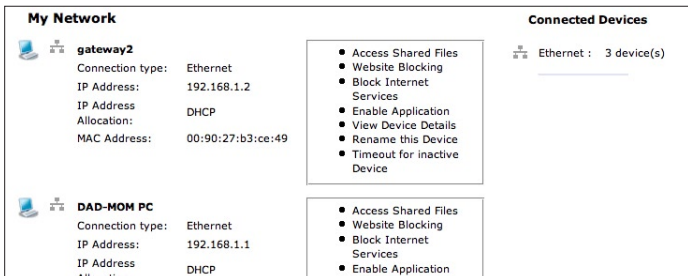 My Network
Connected Devices
gateway2
Connection type: Ethernet
IP Address: 192.168.1.2
IP Address
Allocation: DHCP
MAC Address: 00:90:27:b3:ce:49
• Access Shared Files
• Website Blocking
• Block Internet
Services
• Enable Application
• View Device Details
• Rename this Device
• Timeout for inactive
Device
Ethernet : 3 device(s)
DAD-MOM PC
Connection type: Ethernet
IP Address: 192.168.1.1
IP Address
DHCP
• Access Shared Files
• Website Blocking
• Block Internet
Services
• Enable Application